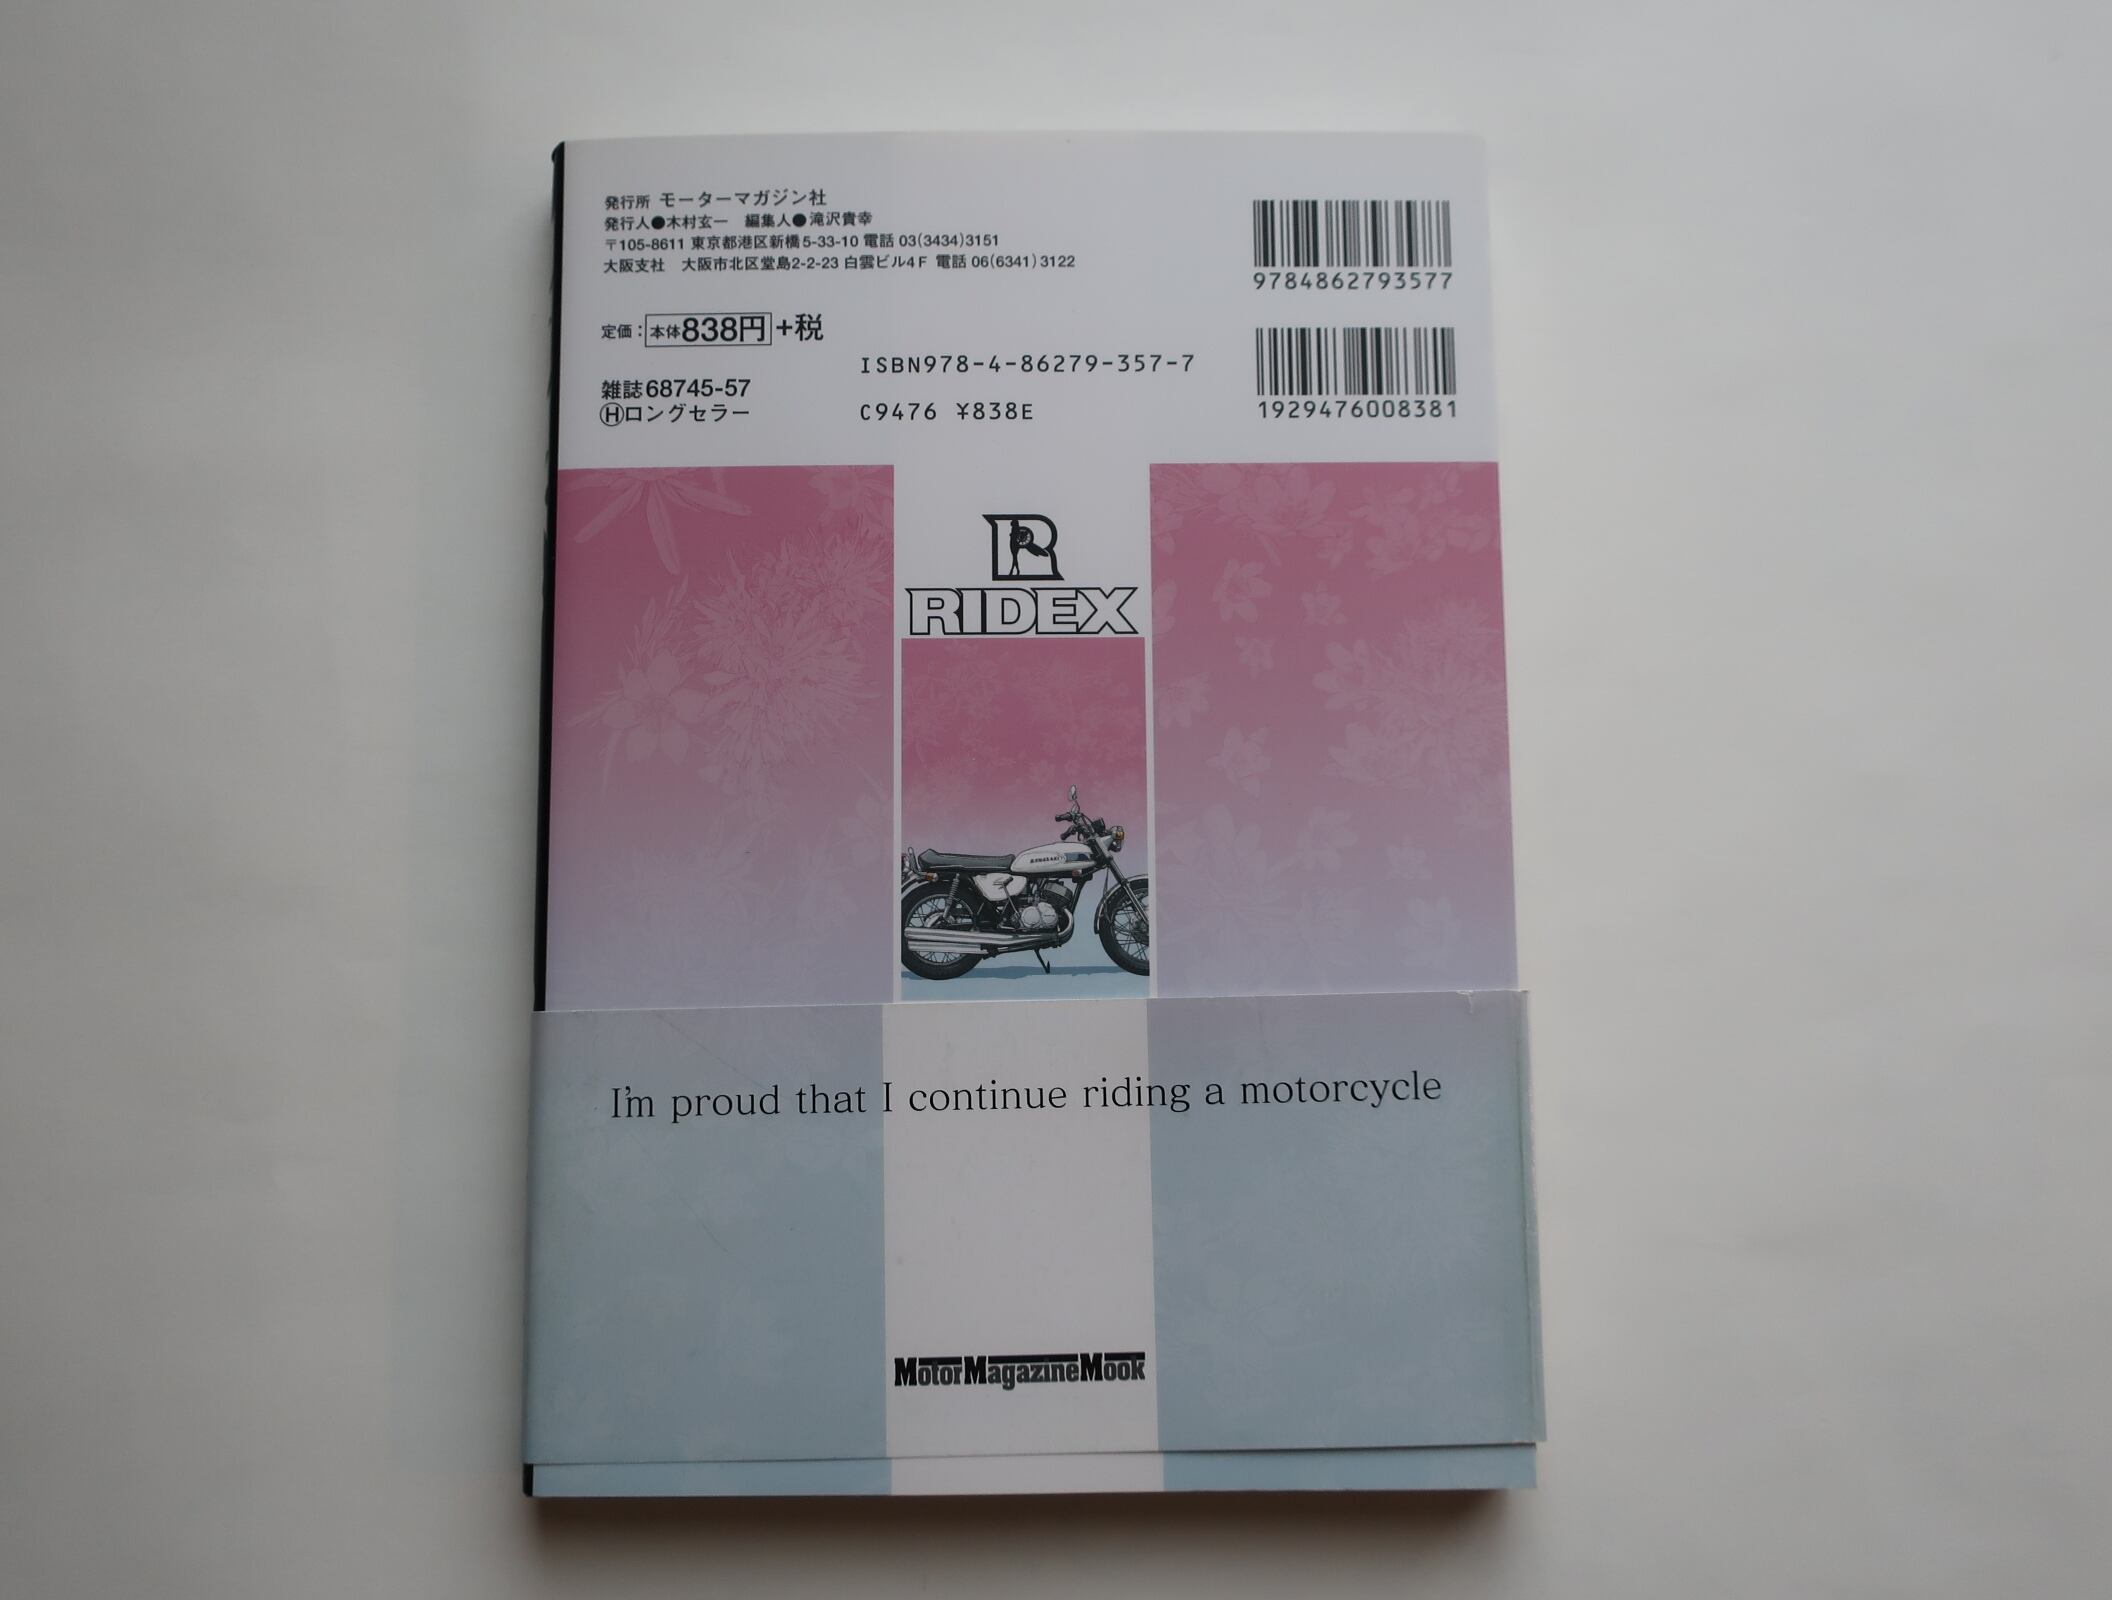 発行所 モーターマガジン社
発行人●木村玄一 編集人●滝沢貴幸
〒105-8611 東京都港区新橋5-33-10 電話 03(3434)3151
大阪支社 大阪市北区堂島2-2-23 白雲ビル4F 電話 06(6341)3122
定価：本体838円+税
雑誌68745-57
Ⓗロングセラー
ISBN978-4-86279-357-7
C9476 ¥838E
9784862793577
1929476008381
R
RIDEX
KAWASAKI
I'm proud that I continue riding a motorcycle
MotorMagazineMook